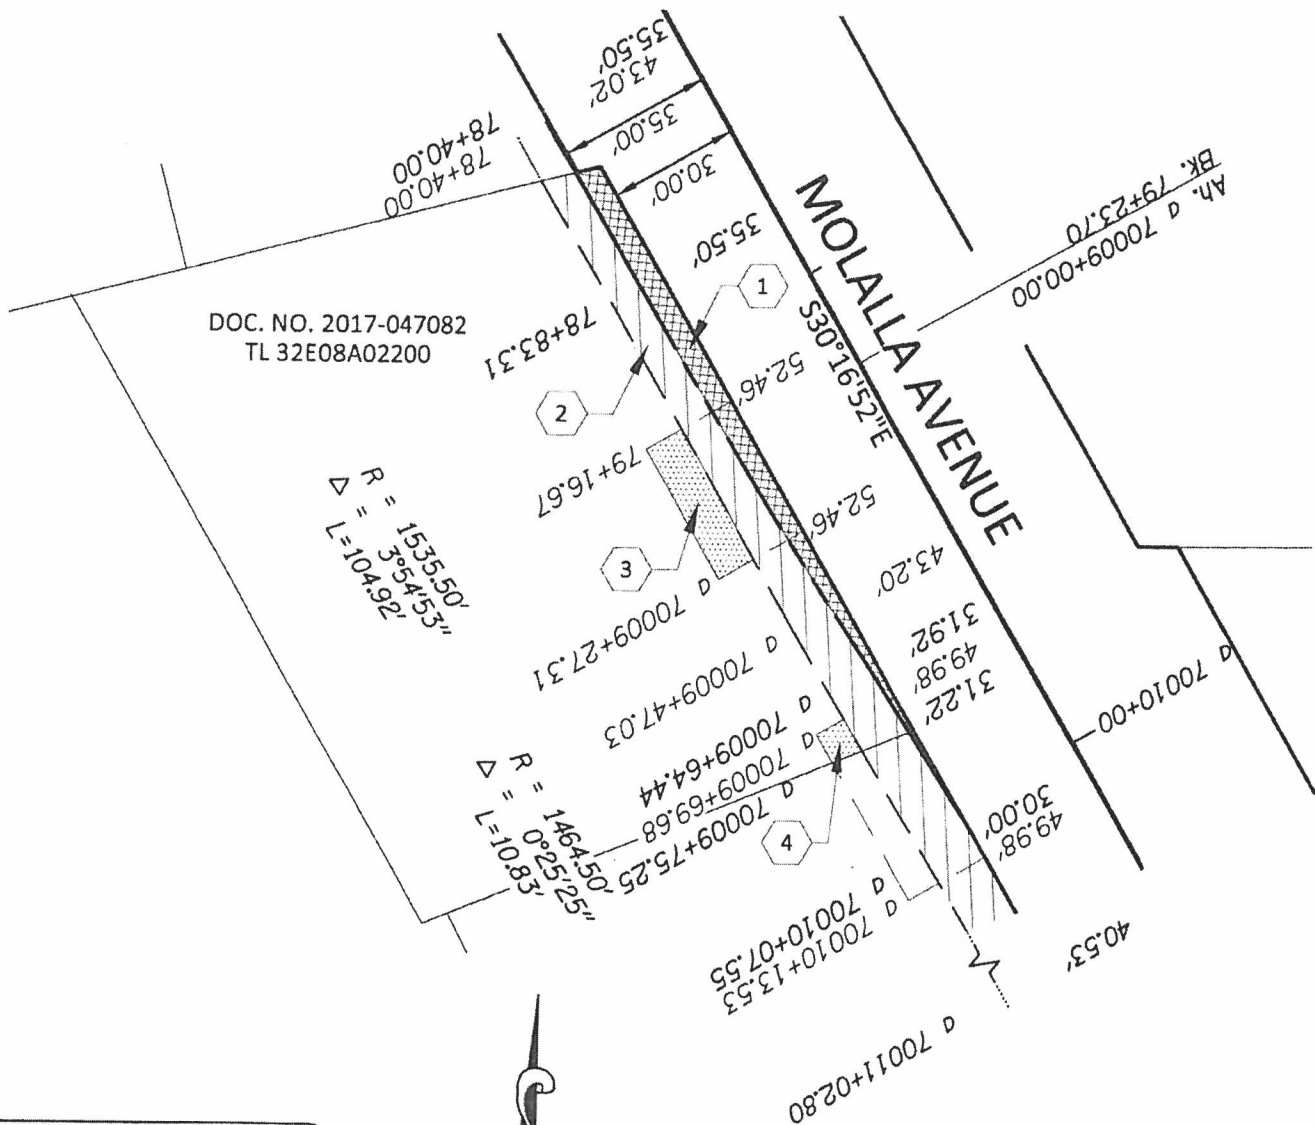 35.50'
43.02'
35.00'
30.00'
78+40.00
78+40.00
35.50'
MOLALLA AVENUE
S30°16'52"E
Ah. a 70009+00.00
Bk. 79+23.70
DOC. NO. 2017-047082
TL 32E08A02200
78+83.31
1
2
52.46'
79+16.67
52.46'
R = 1535.50'
Δ = 3°54'53"
L=104.92'
3
43.20'
a 70009+27.31
31.92'
49.98'
31.22'
a 70009+47.03
a 70010+00
a 70009+64.44
a 70009+69.68
a 70009+75.25
R = 1464.50'
Δ = 0°25'25"
L=10.83'
4
30.00'
49.98'
a 70010+07.55
a 70010+13.53
40.53'
a 70011+02.80